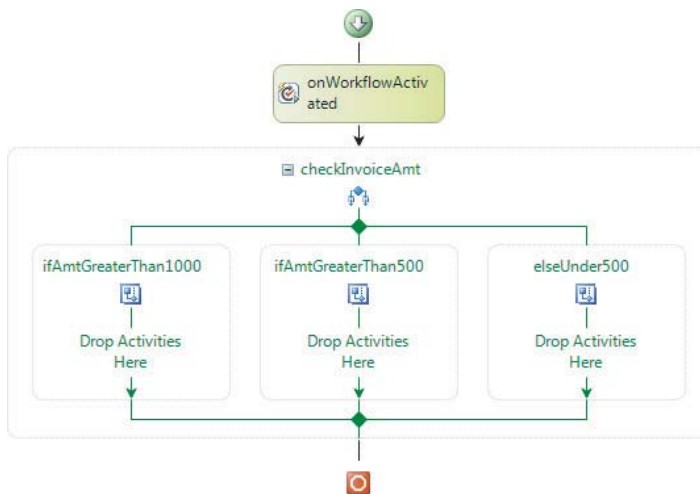 onWorkflowActiv
ated
checkInvoiceAmt
ifAmtGreaterThan1000
ifAmtGreaterThan500
elseUnder500
Drop Activities
Here
Drop Activities
Here
Drop Activities
Here